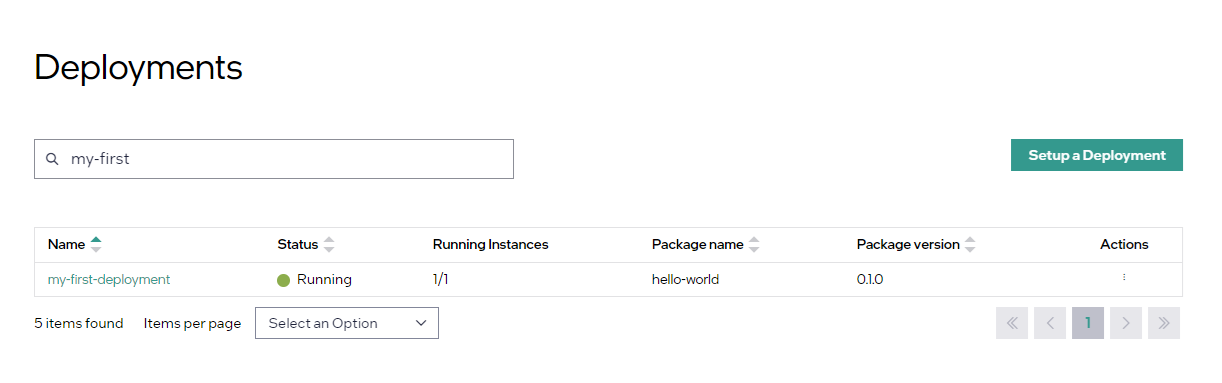 Deployments
my-first
Setup a Deployment
Name Status Running Instances Package name Package version Actions
my-first-deployment Running 1/1 hello-world 0.1.0
5 items found Items per page Select an Option 1